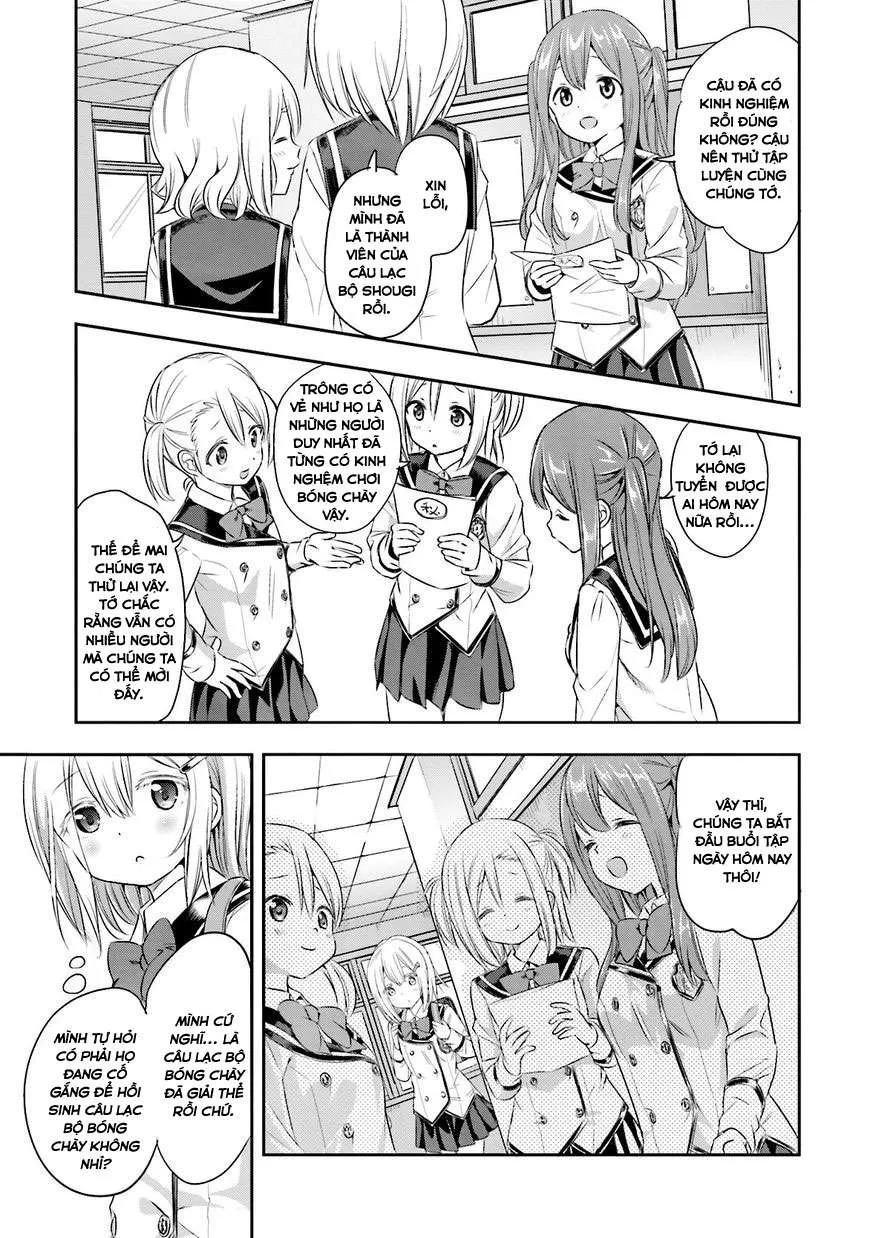 CẬU ĐÃ CÓ
KINH NGHIỆM
RỒI ĐÚNG
KHÔNG? CẬU
NÊN THỬ TẬP
LUYỆN CÙNG
CHÚNG TỚ.
XIN
LỖI,
NHƯNG
MÌNH ĐÃ
LÀ THÀNH
VIÊN CỦA
CÂU LẠC
BỘ SHOUGI
RỒI.
TỚ LẠI
KHÔNG
TUYỂN ĐƯỢC
AI HÔM NAY
NỮA RỒI...
TRÔNG CÓ
VẺ NHƯ HỌ LÀ
NHỮNG NGƯỜI
DUY NHẤT ĐÃ
TỪNG CÓ KINH
NGHỆM CHƠI
BÓNG CHÀY
VẬY.
秘
THẾ ĐỂ MAI
CHÚNG TA
THỬ LẠI VẬY.
TỚ CHẮC
RẰNG VẪN CÓ
NHIỀU NGƯỜI
MÀ CHÚNG TA
CÓ THỂ MỜI
ĐẤY.
VẬY THÌ,
CHÚNG TA BẮT
ĐẦU BUỔI TẬP
NGÀY HÔM NAY
THÔI!
MÌNH CỨ
NGHĨ... LÀ
CÂU LẠC BỘ
BÓNG CHÀY
ĐÃ GIẢI THỂ
RỒI CHỨ.
MÌNH TỰ HỎI
CÓ PHẢI HỌ
ĐANG CỐ
GẮNG ĐỂ HỒI
SINH CÂU LẠC
BỘ BÓNG
CHÀY KHÔNG
NHỈ?